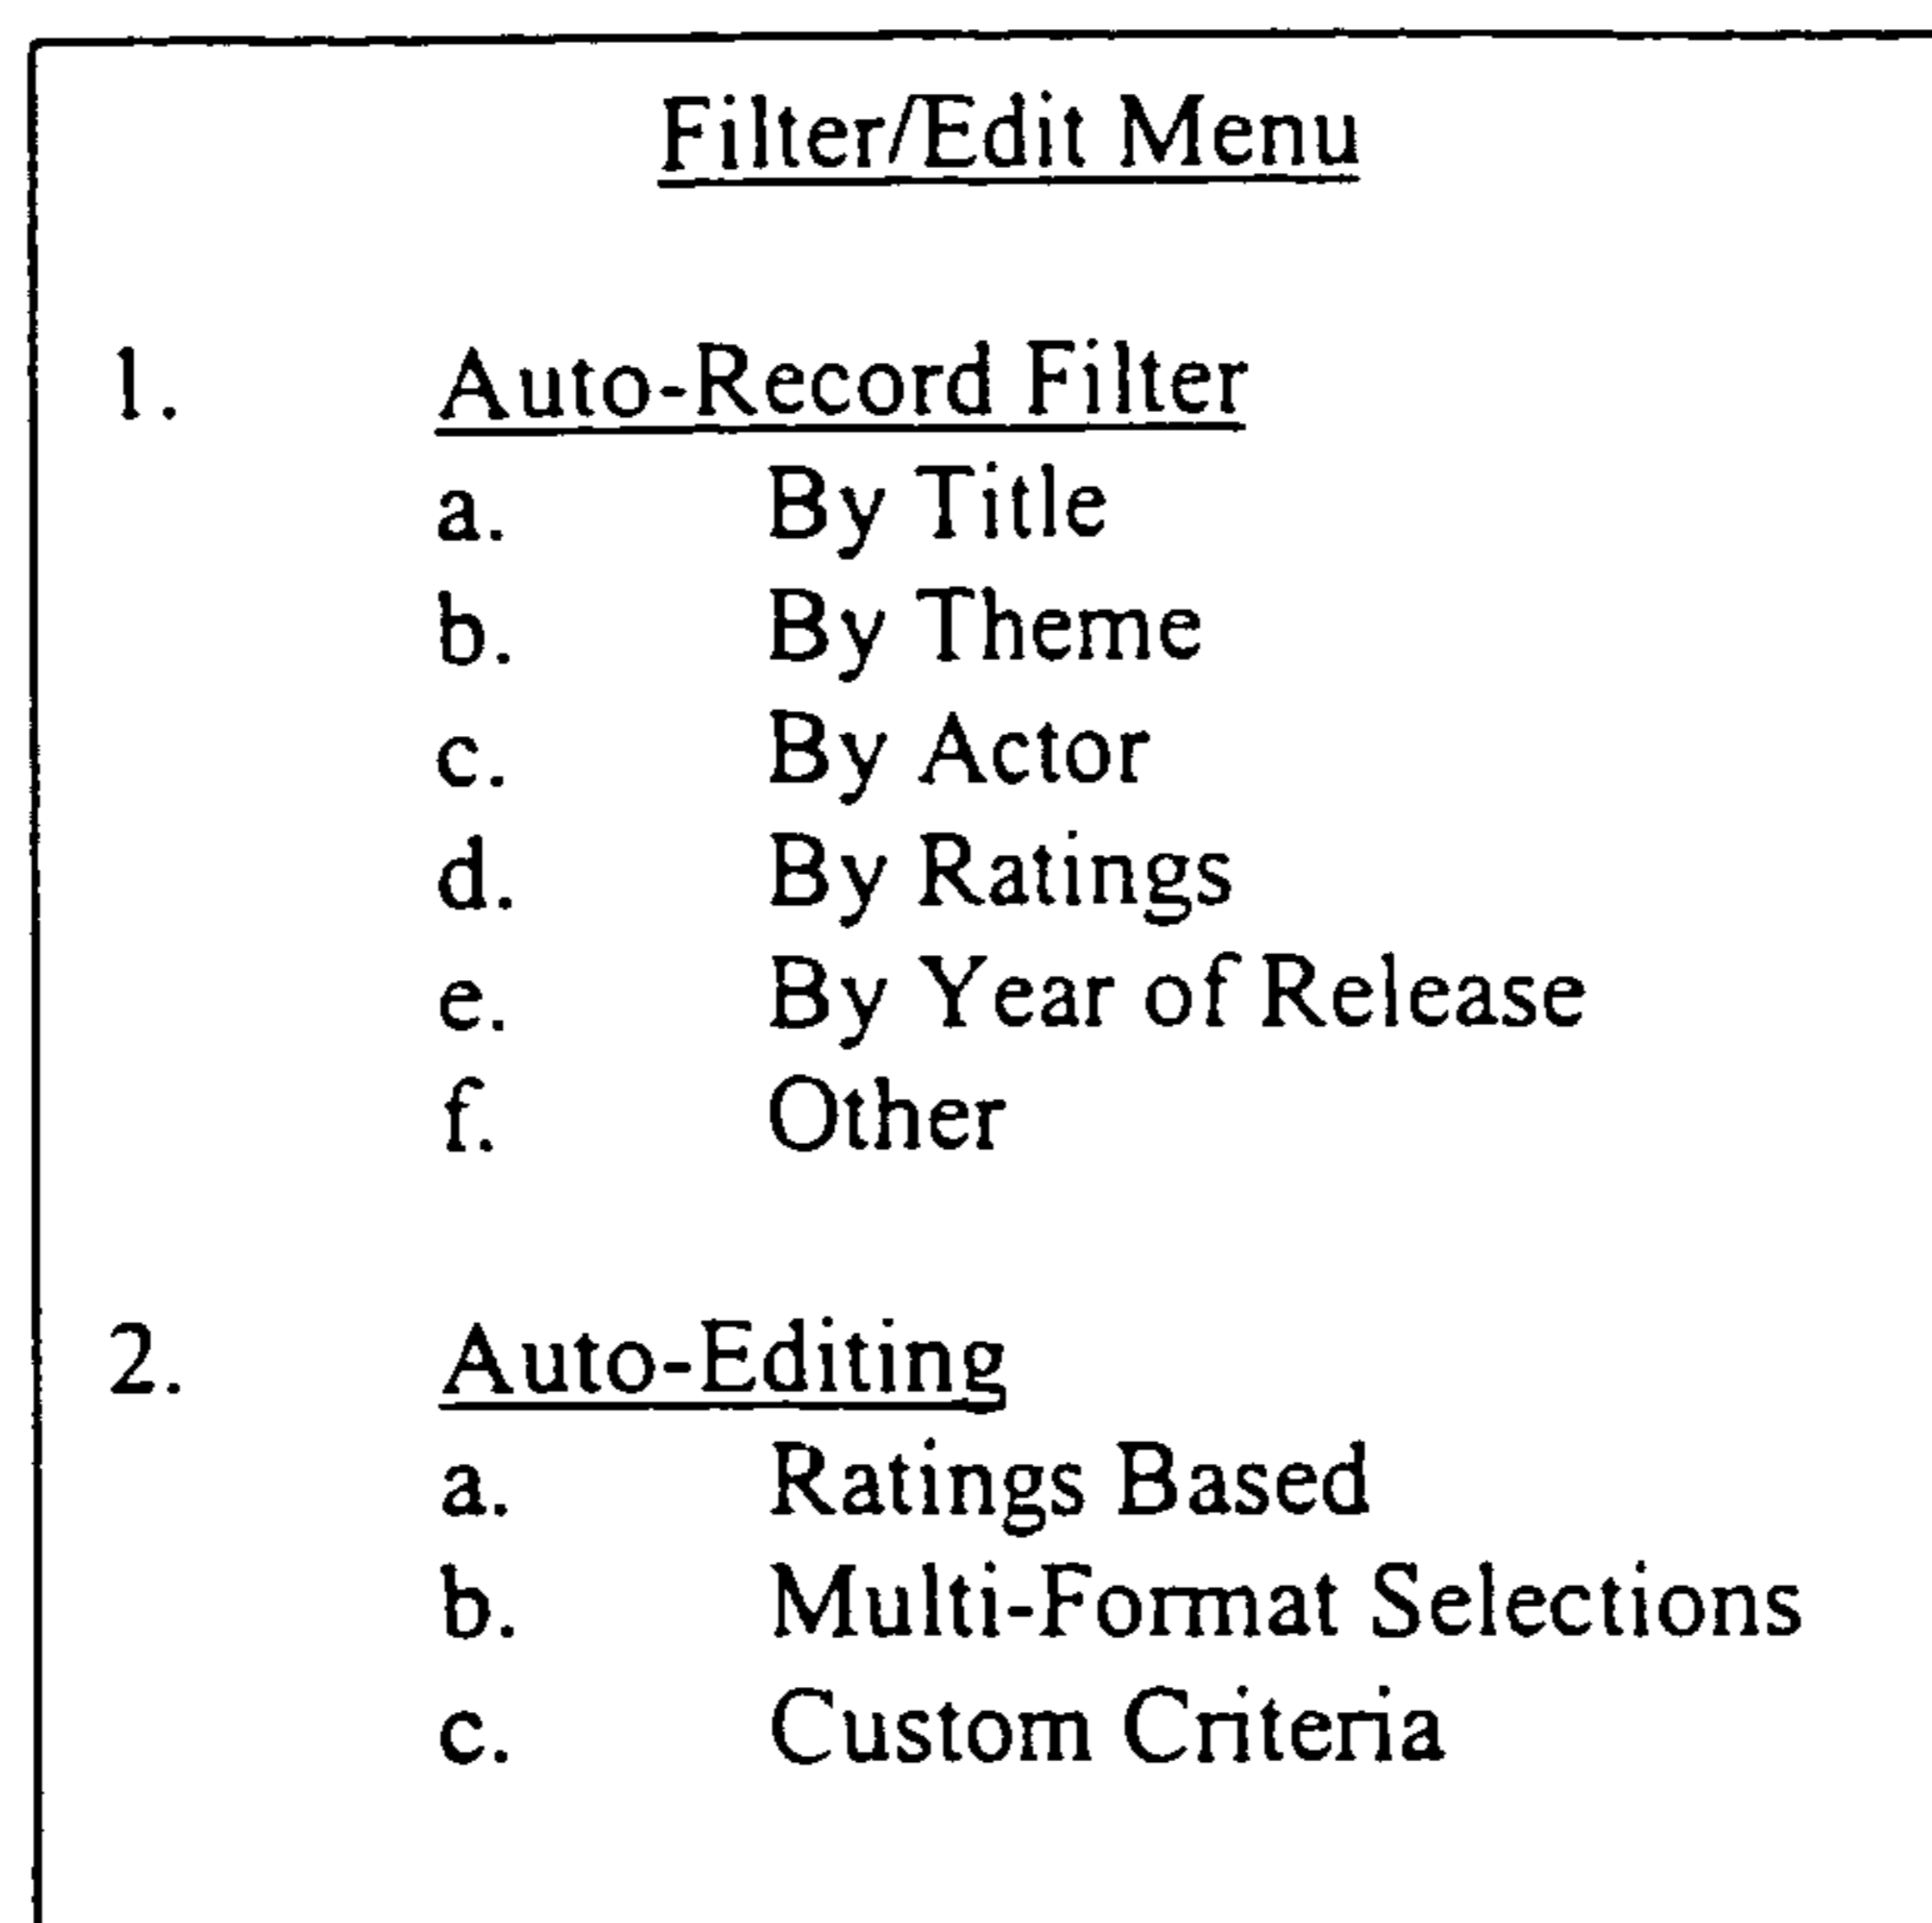 Filter/Edit Menu
1. Auto-Record Filter
a. By Title
b. By Theme
c. By Actor
d. By Ratings
e. By Year of Release
f. Other
2. Auto-Editing
a. Ratings Based
b. Multi-Format Selections
c. Custom Criteria